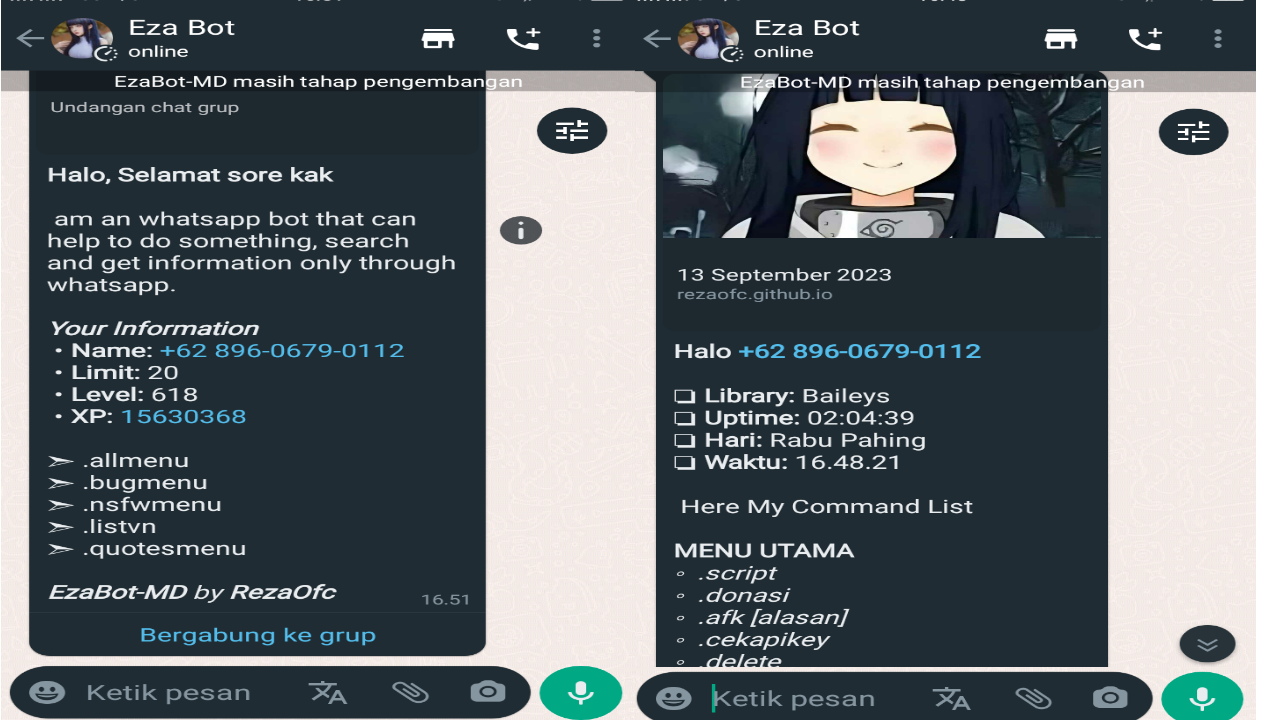 Eza Bot
online
EzaBot-MD masih tahap pengembangan
Undangan chat grup
Halo, Selamat sore kak
am an whatsapp bot that can
help to do something, search
and get information only through
whatsapp.
Your Information
• Name: +62 896-0679-0112
• Limit: 20
• Level: 618
• XP: 15630368
➣ .allmenu
➣ .bugmenu
➣ .nsfwmenu
➣ .listvn
➣ .quotesmenu
EzaBot-MD by RezaOfc
16.51
Bergabung ke grup
Ketik pesan
Eza Bot
online
EzaBot-MD masih tahap pengembangan
13 September 2023
rezaofc.github.io
Halo +62 896-0679-0112
❏ Library: Baileys
❏ Uptime: 02:04:39
❏ Hari: Rabu Pahing
❏ Waktu: 16.48.21
Here My Command List
MENU UTAMA
◦ .script
◦ .donasi
◦ .afk [alasan]
◦ .cekapikey
◦ .delete
Ketik pesan